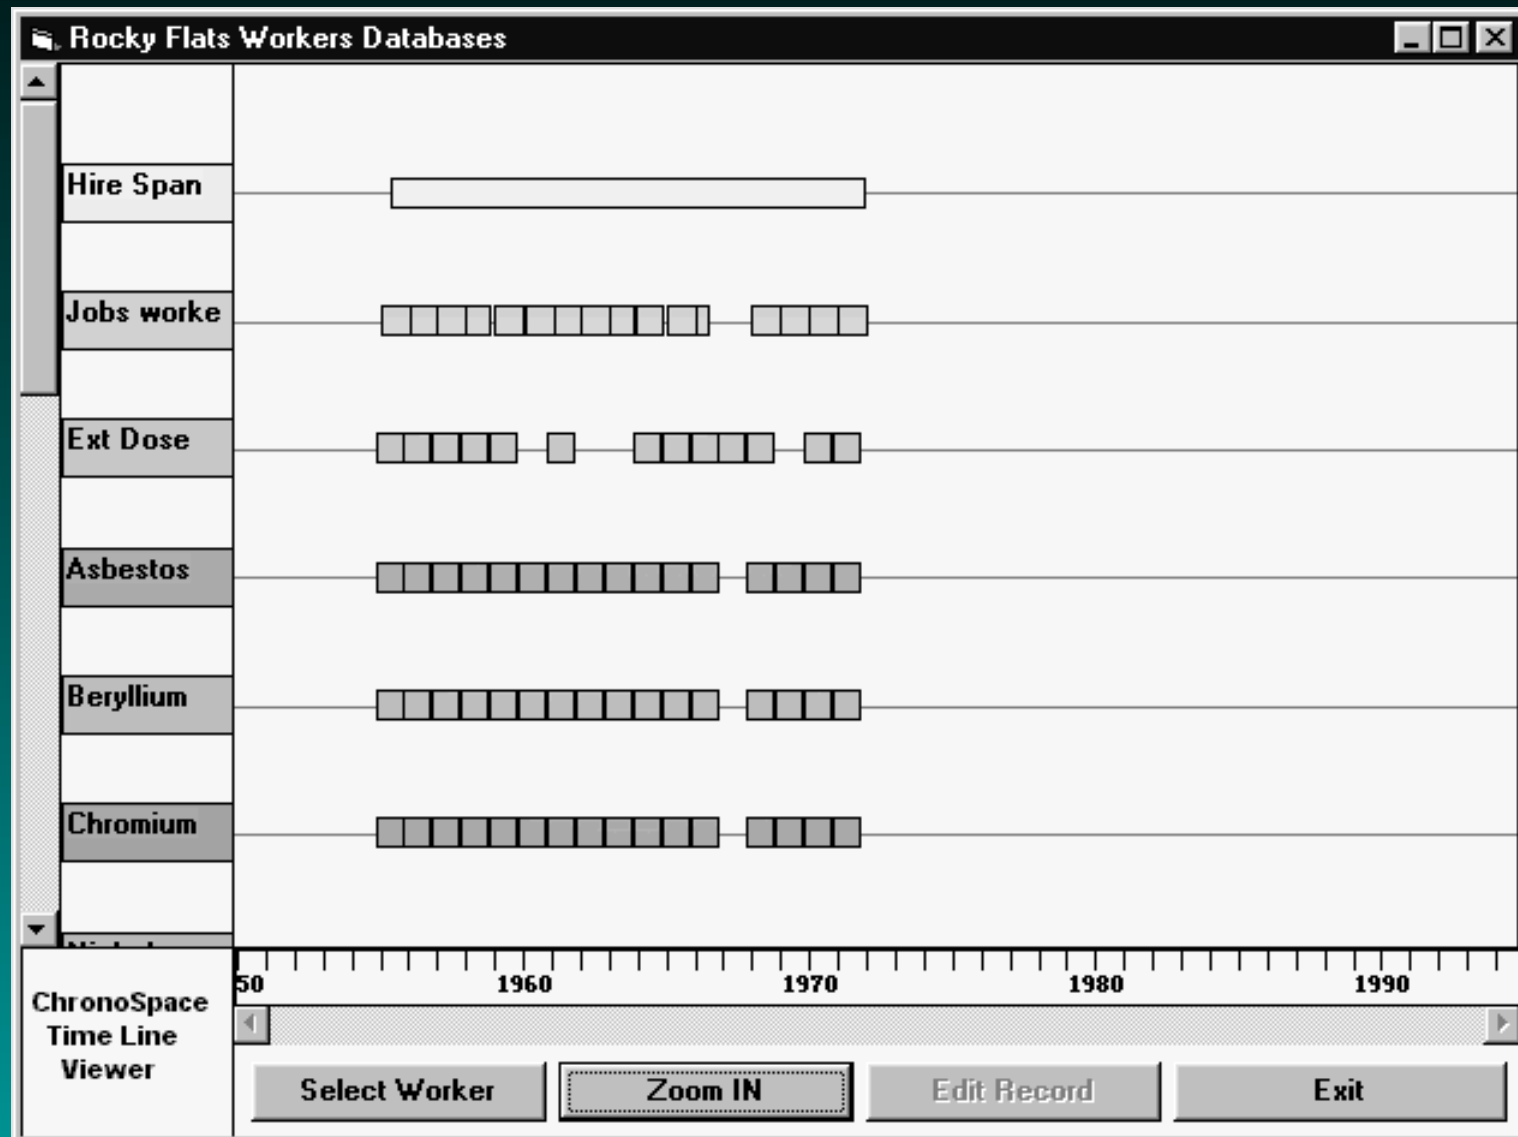 Rocky Flats Workers Databases
Hire Span
Jobs worke
Ext Dose
Asbestos
Beryllium
Chromium
50 1960 1970 1980 1990
ChronoSpace
Time Line
Viewer
Select Worker Zoom IN Edit Record Exit